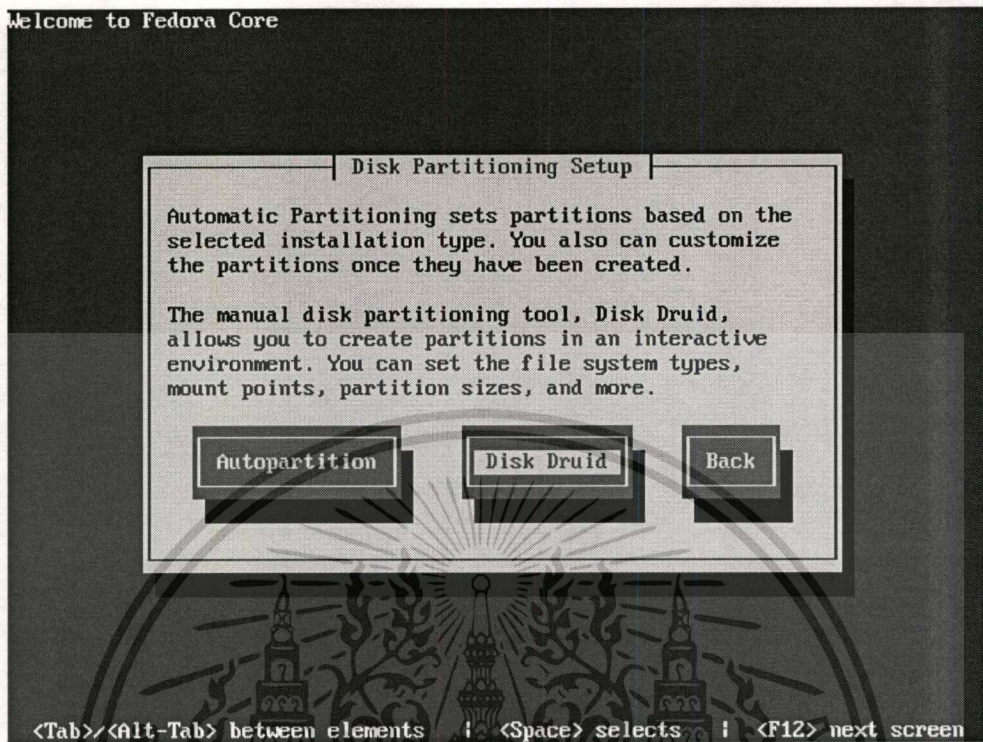 Welcome to Fedora Core
Disk Partitioning Setup
Automatic Partitioning sets partitions based on the
selected installation type. You also can customize
the partitions once they have been created.
The manual disk partitioning tool, Disk Druid,
allows you to create partitions in an interactive
environment. You can set the file system types,
mount points, partition sizes, and more.
Autopartition Disk Druid Back
<Tab>/<Alt-Tab> between elements | <Space> selects | <F12> next screen